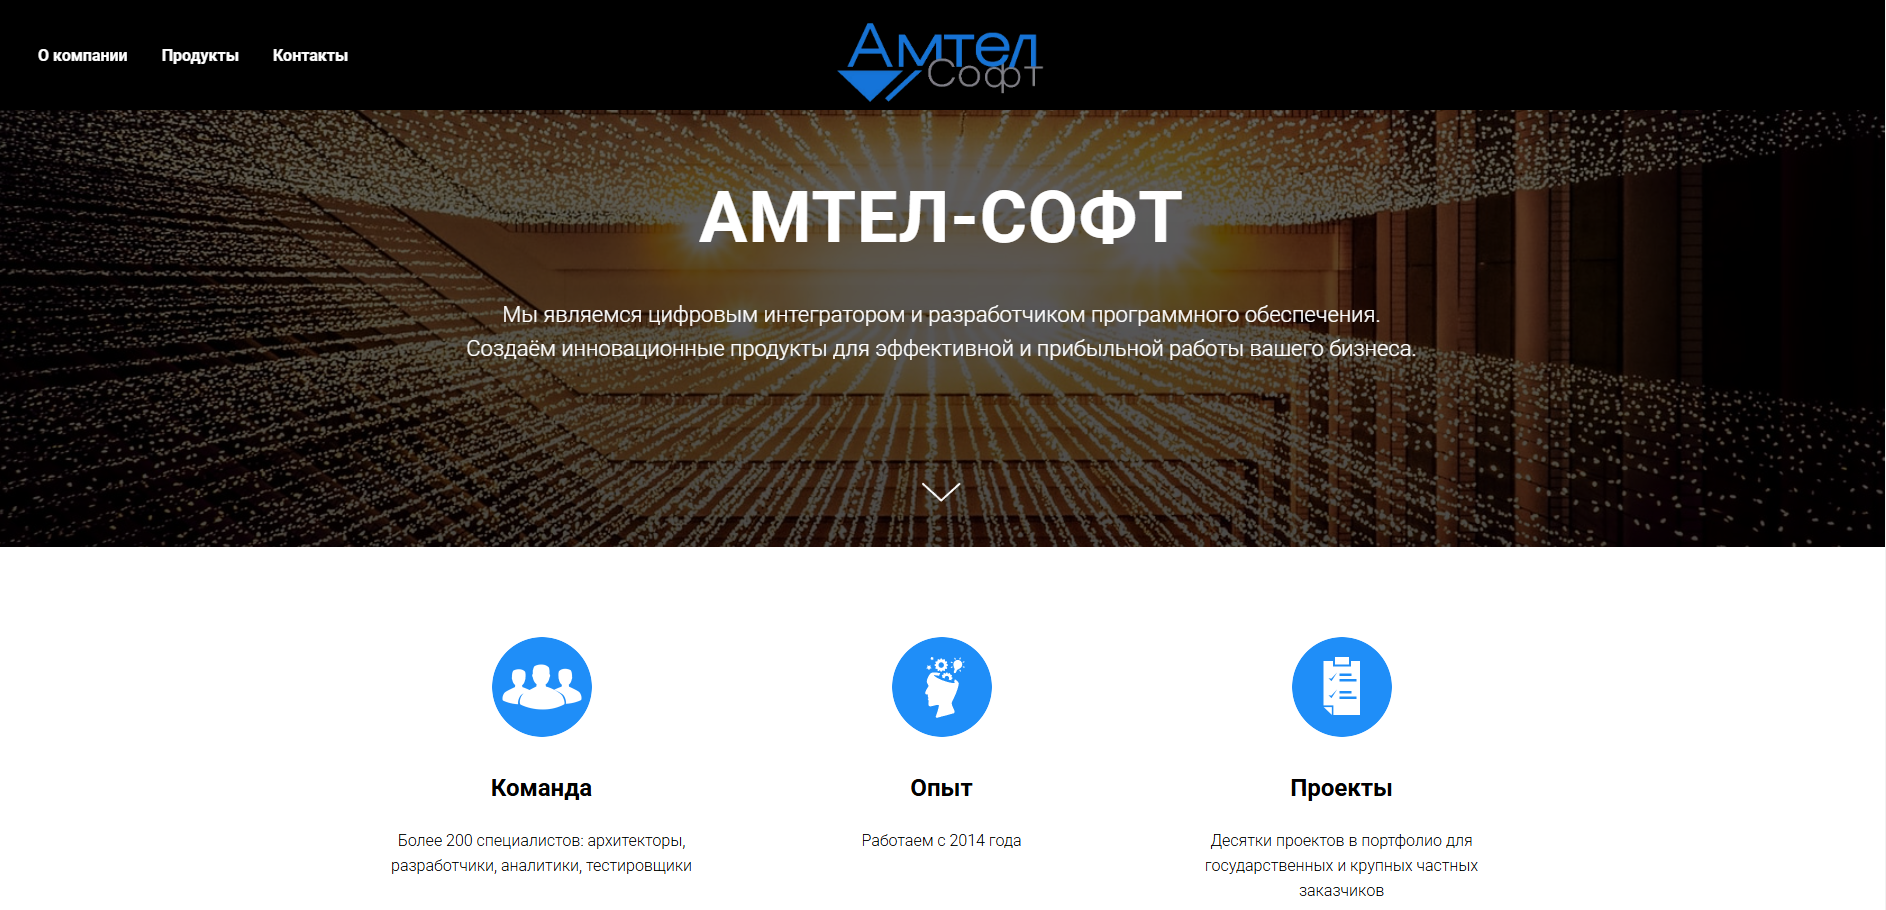 О компании Продукты Контакты
Амтел
Софт
АМТЕЛ-СОФТ
Мы являемся цифровым интегратором и разработчиком программного обеспечения.
Создаём инновационные продукты для эффективной и прибыльной работы вашего бизнеса.
Команда
Более 200 специалистов: архитекторы,
разработчики, аналитики, тестировщики
Опыт
Работаем с 2014 года
Проекты
Десятки проектов в портфолио для
государственных и крупных частных
заказчиков